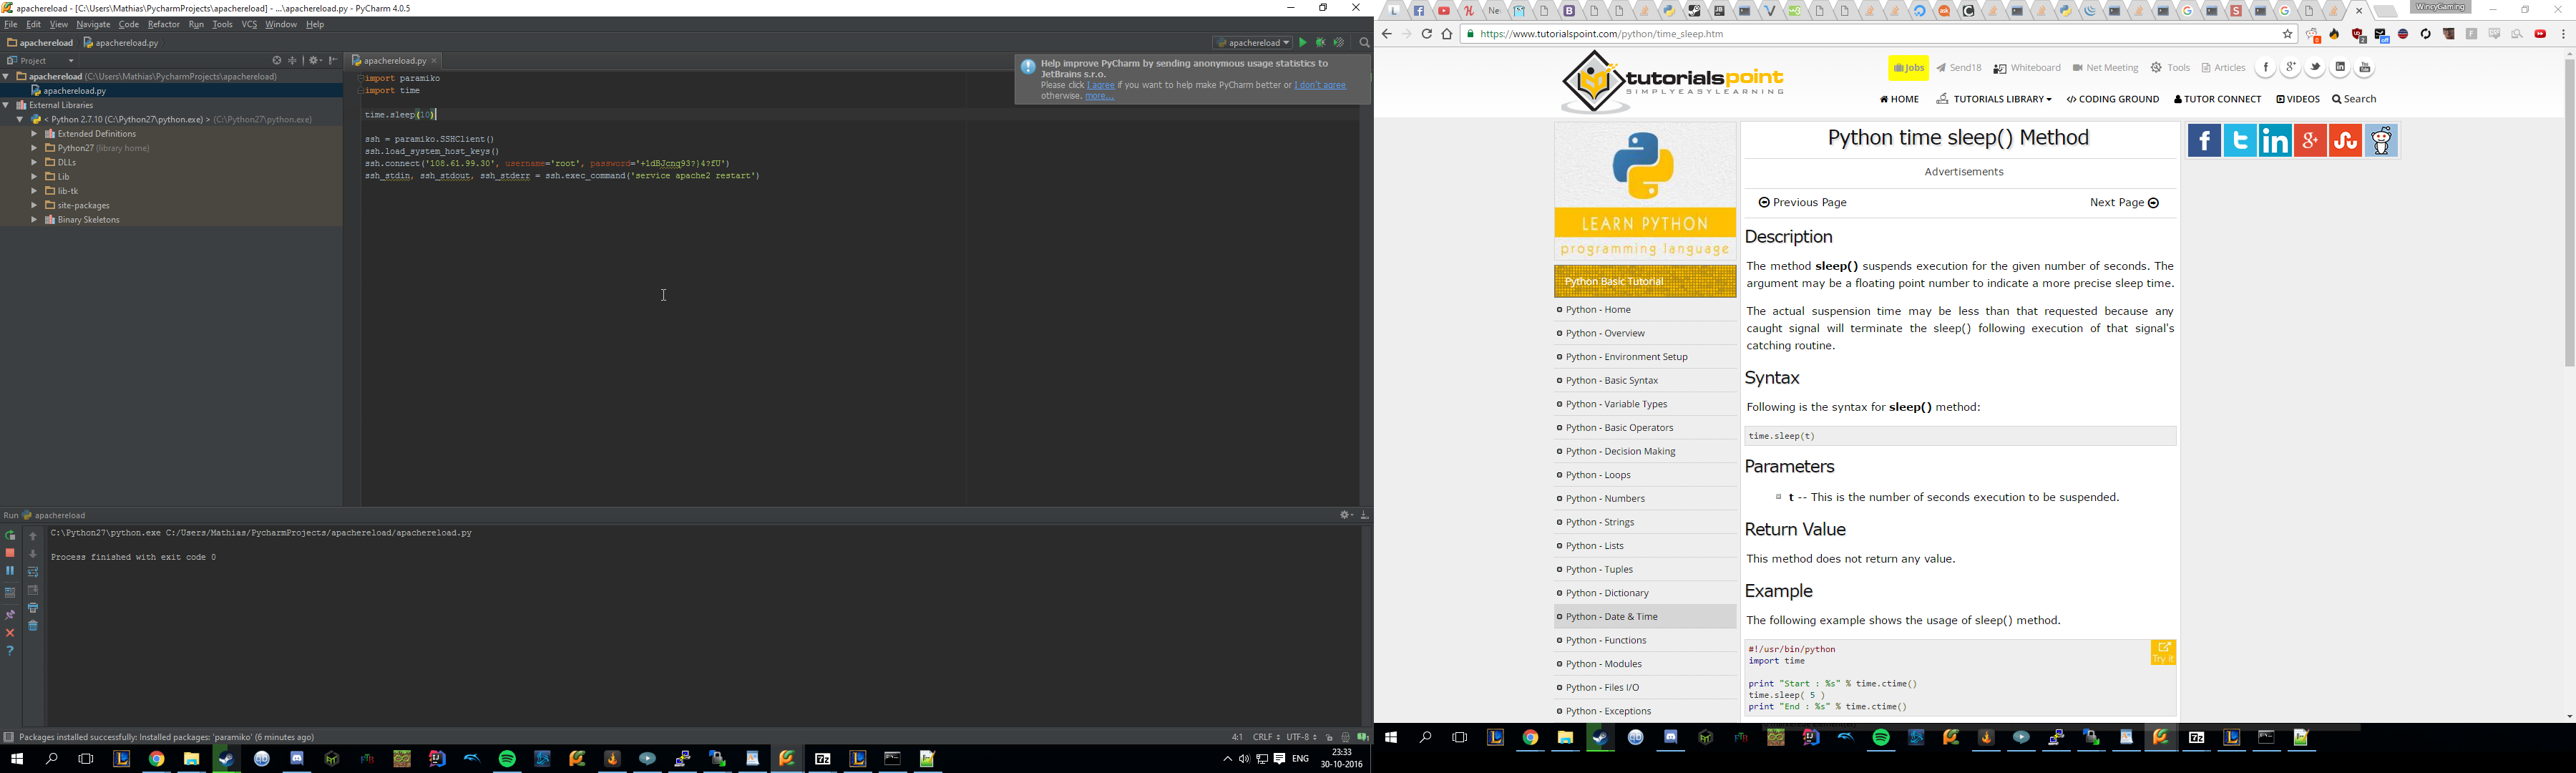 apachereload - [C:\Users\Mathias\PycharmProjects\apachereload] - ...\apachereload.py - PyCharm 4.0.5
File Edit View Navigate Code Refactor Run Tools VCS Window Help
apachereload apachereload.py
apachereload
Project
apachereload.py
apachereload (C:\Users\Mathias\PycharmProjects\apachereload)
apachereload.py
External Libraries
< Python 2.7.10 (C:\Python27\python.exe) > (C:\Python27\python.exe)
Extended Definitions
Python27 (library home)
DLLs
Lib
lib-tk
site-packages
Binary Skeletons
import paramiko
import time
time.sleep(10)
ssh = paramiko.SSHClient()
ssh.load_system_host_keys()
ssh.connect('108.61.99.30', username='root', password='+1dBJcnq93?}4?fU')
ssh_stdin, ssh_stdout, ssh_stderr = ssh.exec_command('service apache2 restart')
Help improve PyCharm by sending anonymous usage statistics to
JetBrains s.r.o.
Please click I agree if you want to help make PyCharm better or I don't agree
otherwise. more...
Run apachereload
C:\Python27\python.exe C:/Users/Mathias/PycharmProjects/apachereload/apachereload.py
Process finished with exit code 0
Packages installed successfully: Installed packages: 'paramiko' (6 minutes ago)
4:1 CRLF UTF-8
ENG
23:33
30-10-2016
WincyGaming
https://www.tutorialspoint.com/python/time_sleep.htm
tutorialspoint
SIMPLYEASYLEARNING
Jobs Send18 Whiteboard Net Meeting Tools Articles
HOME TUTORIALS LIBRARY CODING GROUND TUTOR CONNECT VIDEOS Search
LEARN PYTHON
programming language
Python Basic Tutorial
Python - Home
Python - Overview
Python - Environment Setup
Python - Basic Syntax
Python - Variable Types
Python - Basic Operators
Python - Decision Making
Python - Loops
Python - Numbers
Python - Strings
Python - Lists
Python - Tuples
Python - Dictionary
Python - Date & Time
Python - Functions
Python - Modules
Python - Files I/O
Python - Exceptions
Python time sleep() Method
Advertisements
Previous Page
Next Page
Description
The method sleep() suspends execution for the given number of seconds. The
argument may be a floating point number to indicate a more precise sleep time.
The actual suspension time may be less than that requested because any
caught signal will terminate the sleep() following execution of that signal's
catching routine.
Syntax
Following is the syntax for sleep() method:
time.sleep(t)
Parameters
t -- This is the number of seconds execution to be suspended.
Return Value
This method does not return any value.
Example
The following example shows the usage of sleep() method.
#!/usr/bin/python
import time
Try it
print "Start : %s" % time.ctime()
time.sleep( 5 )
print "End : %s" % time.ctime()